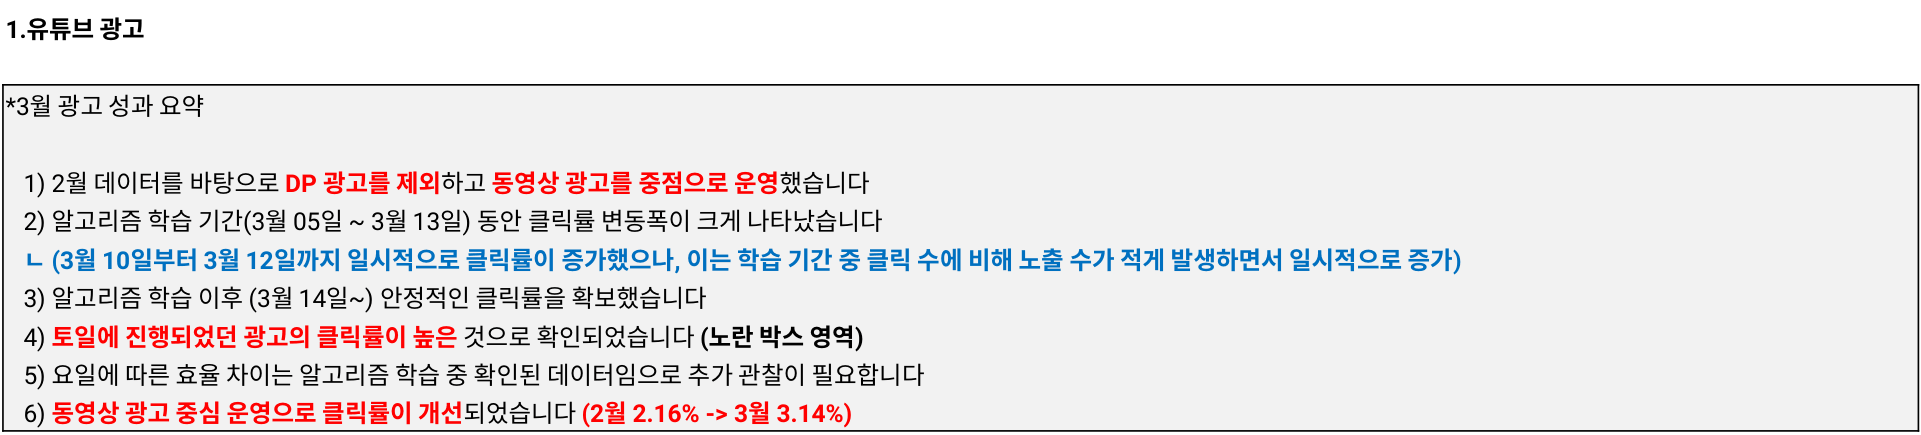 1.유튜브 광고
*3월 광고 성과 요약
1) 2월 데이터를 바탕으로 DP 광고를 제외하고 동영상 광고를 중점으로 운영했습니다
2) 알고리즘 학습 기간(3월 05일 ~ 3월 13일) 동안 클릭률 변동폭이 크게 나타났습니다
ㄴ (3월 10일부터 3월 12일까지 일시적으로 클릭률이 증가했으나, 이는 학습 기간 중 클릭 수에 비해 노출 수가 적게 발생하면서 일시적으로 증가)
3) 알고리즘 학습 이후 (3월 14일~) 안정적인 클릭률을 확보했습니다
4) 토일에 진행되었던 광고의 클릭률이 높은 것으로 확인되었습니다 (노란 박스 영역)
5) 요일에 따른 효율 차이는 알고리즘 학습 중 확인된 데이터임으로 추가 관찰이 필요합니다
6) 동영상 광고 중심 운영으로 클릭률이 개선되었습니다 (2월 2.16% -> 3월 3.14%)